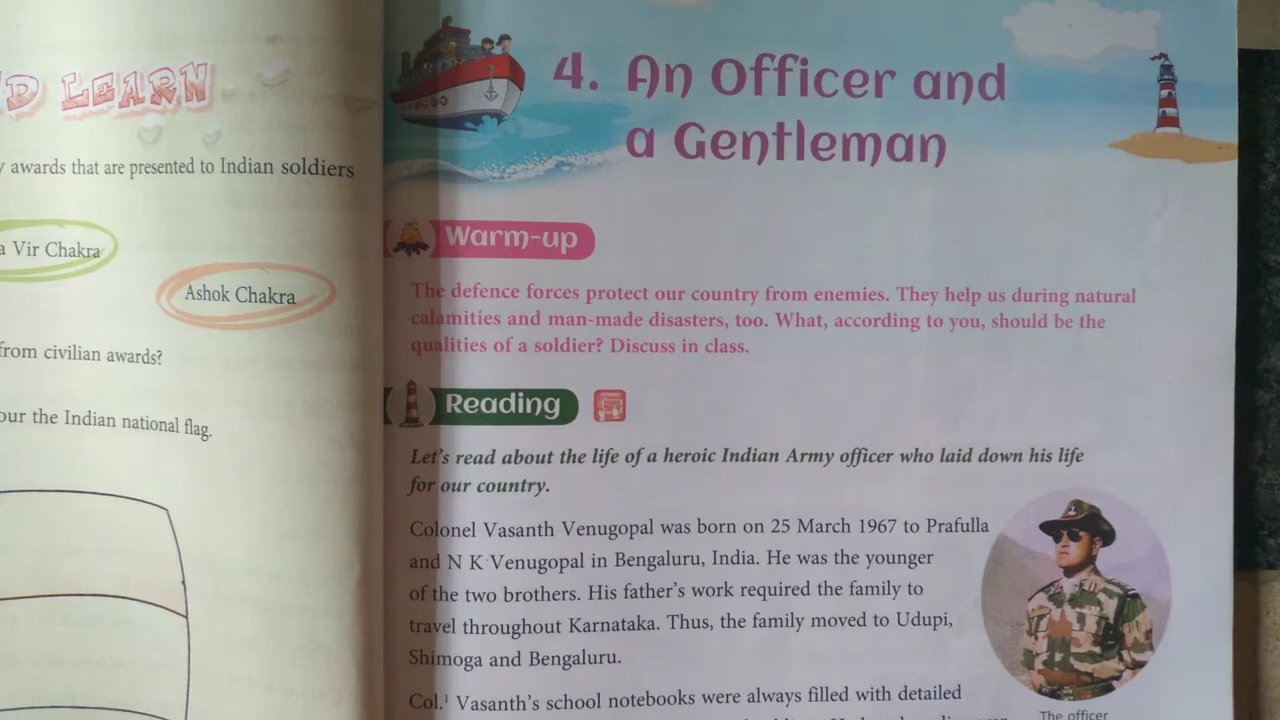 D LEARN
awards that are presented to Indian soldiers
a Vir Chakra
Ashok Chakra
from civilian awards?
our the Indian national flag.
4. An Officer and
a Gentleman
Warm-up
The defence forces protect our country from enemies. They help us during natural
calamities and man-made disasters, too. What, according to you, should be the
qualities of a soldier? Discuss in class.
Reading
Let's read about the life of a heroic Indian Army officer who laid down his life
for our country.
Colonel Vasanth Venugopal was born on 25 March 1967 to Prafulla
and N K Venugopal in Bengaluru, India. He was the younger
of the two brothers. His father's work required the family to
travel throughout Karnataka. Thus, the family moved to Udupi,
Shimoga and Bengaluru.
Col.¹ Vasanth's school notebooks were always filled with detailed
The officer